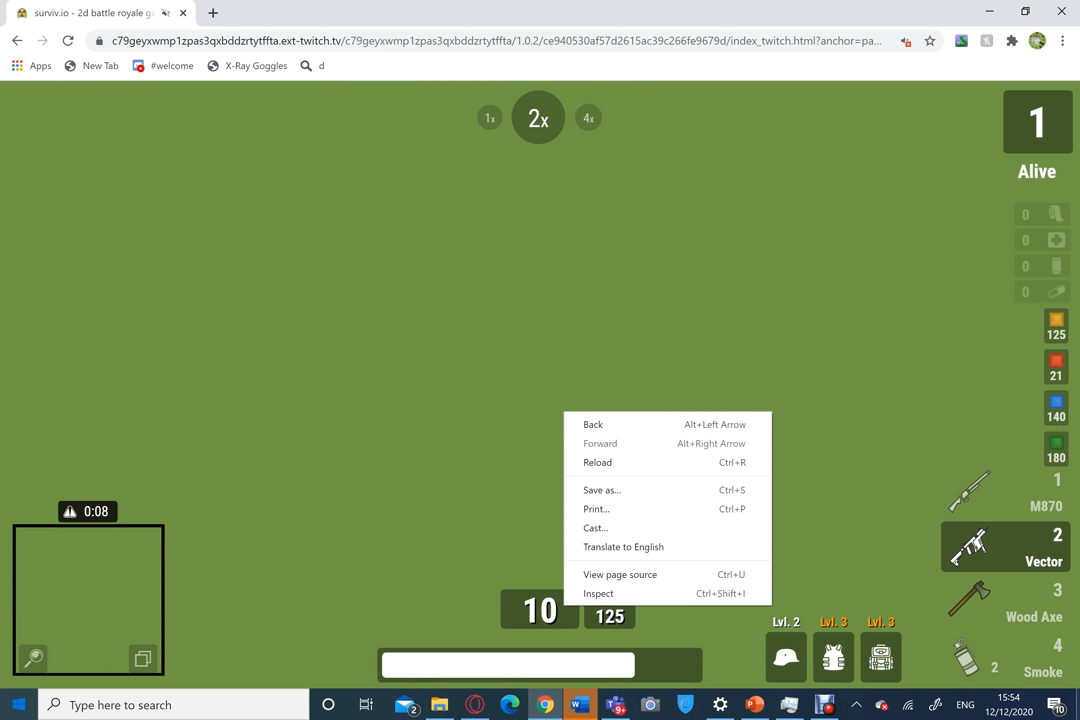 surviv.io - 2d battle royale ga
c79geyxwmp1zpas3qxbddzrtytffta.ext-twitch.tv/c79geyxwmp1zpas3qxbddzrtytffta/1.0.2/ce940530af57d2615ac39c266fe9679d/index_twitch.html?anchor=pa...
Apps New Tab #welcome X-Ray Goggles d
1x 2x 4x
1
Alive
0
0
0
0
125
21
140
180
Back Alt+Left Arrow
Forward Alt+Right Arrow
Reload Ctrl+R
Save as... Ctrl+S
Print... Ctrl+P
Cast...
Translate to English
View page source Ctrl+U
Inspect Ctrl+Shift+I
1
M870
2
Vector
3
Wood Axe
4
2 Smoke
0:08
10 125
Lvl. 2 Lvl. 3 Lvl. 3
Type here to search
2
9+
ENG
15:54
12/12/2020
10